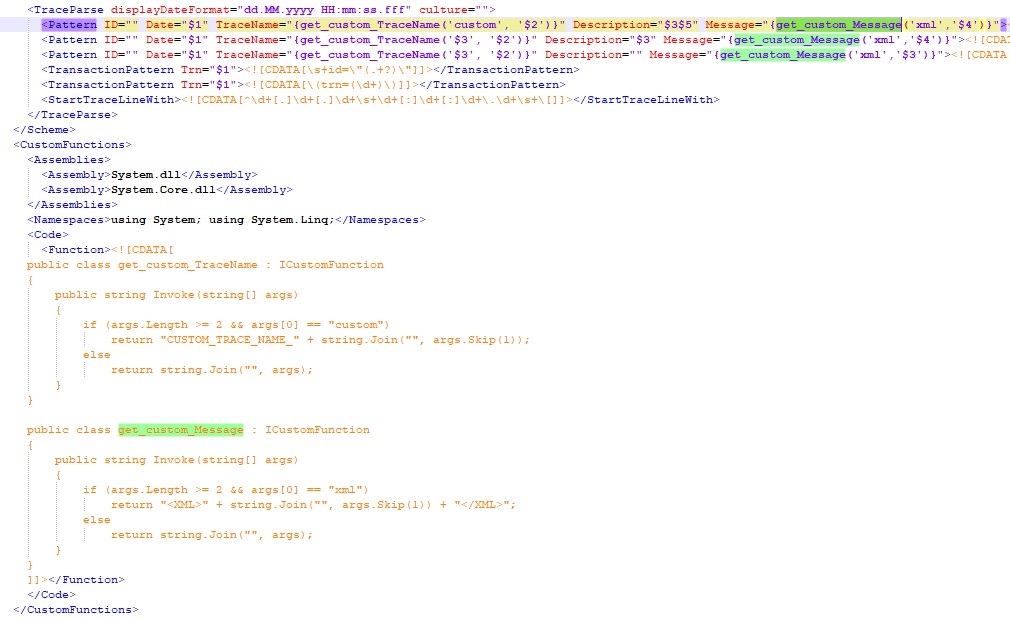 <TraceParse displayDateFormat="dd.MM.yyyy HH:mm:ss.fff" culture="">
<Pattern ID="" Date="$1" TraceName="{get_custom_TraceName('custom', '$2')}" Description="$3$5" Message="{get_custom_Message('xml','$4')}">
<Pattern ID="" Date="$1" TraceName="{get_custom_TraceName('$3', '$2')}" Description="$3" Message="{get_custom_Message('xml','$4')}"><![CDA
<Pattern ID="" Date="$1" TraceName="{get_custom_TraceName('$3', '$2')}" Description="" Message="{get_custom_Message('xml','$3')}"><![CDATA
<TransactionPattern Trn="$1"><![CDATA[\s+id=\"(.+?)\"]]></TransactionPattern>
<TransactionPattern Trn="$1"><![CDATA[\(trn=(\d+)\)]]></TransactionPattern>
<StartTraceLineWith><![CDATA[^\d+[.]\d+[.]\d+\s+\d+[:]\d+[:]\d+\.\d+\s+\[]]></StartTraceLineWith>
</TraceParse>
</Scheme>
<CustomFunctions>
<Assemblies>
<Assembly>System.dll</Assembly>
<Assembly>System.Core.dll</Assembly>
</Assemblies>
<Namespaces>using System; using System.Linq;</Namespaces>
<Code>
<Function><![CDATA[
public class get_custom_TraceName : ICustomFunction
{
public string Invoke(string[] args)
{
if (args.Length >= 2 && args[0] == "custom")
return "CUSTOM_TRACE_NAME_" + string.Join("", args.Skip(1));
else
return string.Join("", args);
}
}
public class get_custom_Message : ICustomFunction
{
public string Invoke(string[] args)
{
if (args.Length >= 2 && args[0] == "xml")
return "<XML>" + string.Join("", args.Skip(1)) + "</XML>";
else
return string.Join("", args);
}
}
]]></Function>
</Code>
</CustomFunctions>